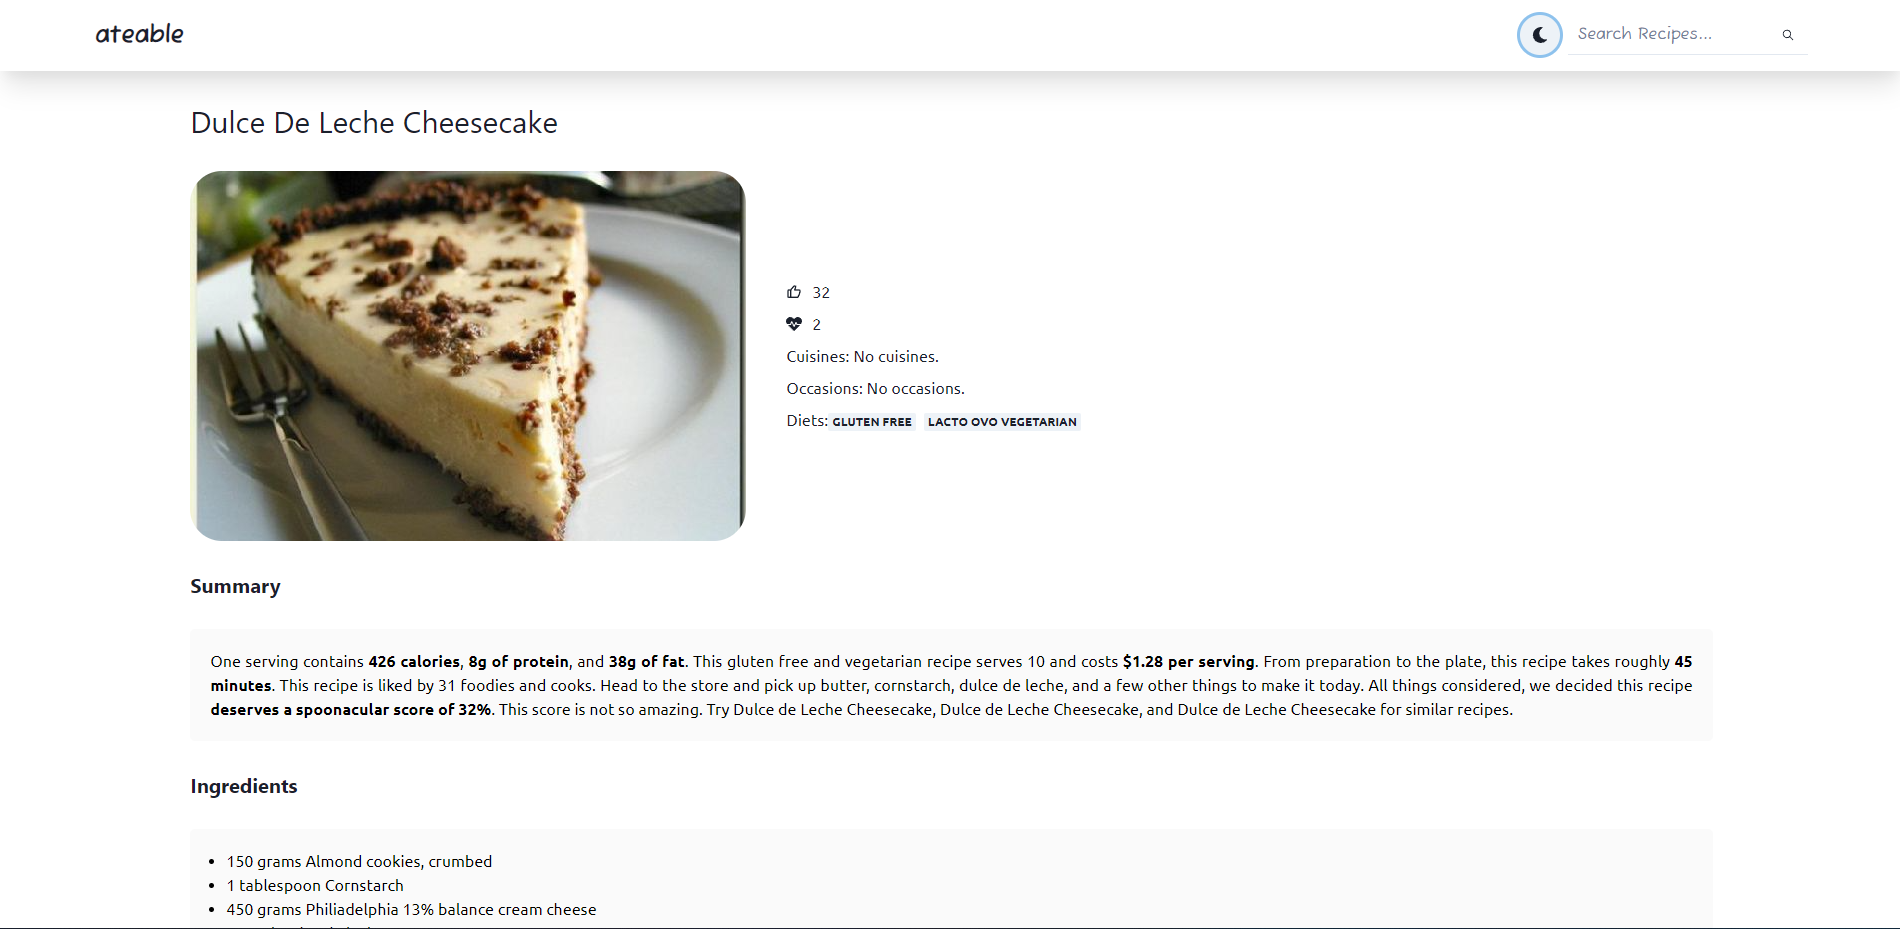 ateable
Search Recipes...
Dulce De Leche Cheesecake
32
2
Cuisines: No cuisines.
Occasions: No occasions.
Diets: GLUTEN FREE LACTO OVO VEGETARIAN
Summary
One serving contains 426 calories, 8g of protein, and 38g of fat. This gluten free and vegetarian recipe serves 10 and costs $1.28 per serving. From preparation to the plate, this recipe takes roughly 45
minutes. This recipe is liked by 31 foodies and cooks. Head to the store and pick up butter, cornstarch, dulce de leche, and a few other things to make it today. All things considered, we decided this recipe
deserves a spoonacular score of 32%. This score is not so amazing. Try Dulce de Leche Cheesecake, Dulce de Leche Cheesecake, and Dulce de Leche Cheesecake for similar recipes.
Ingredients
150 grams Almond cookies, crumbed
1 tablespoon Cornstarch
450 grams Philadelphia 13% balance cream cheese